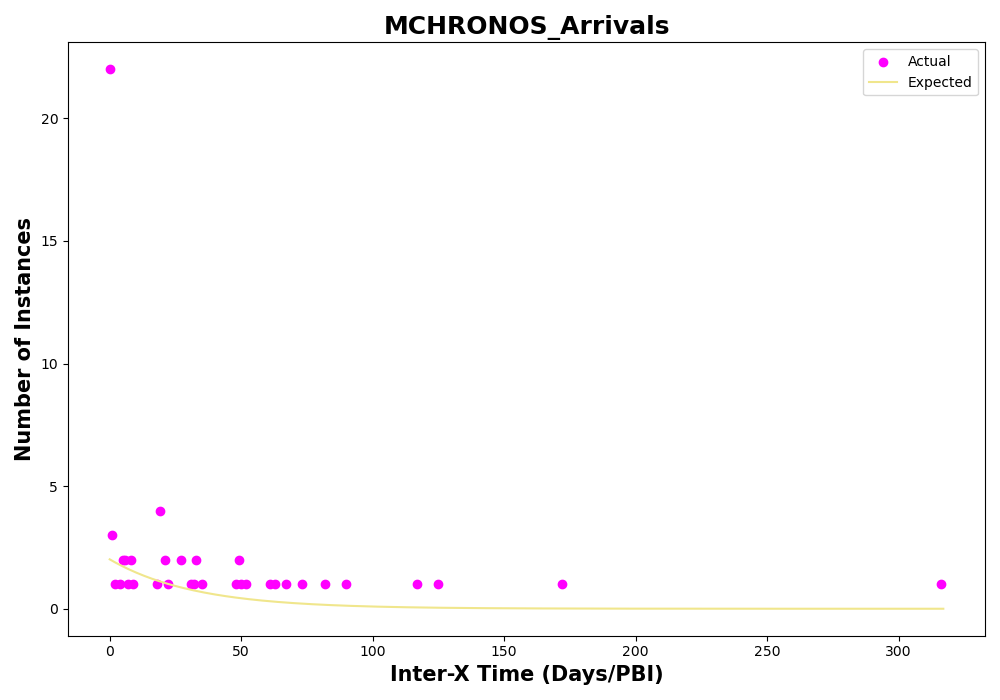 MCHRONOS_Arrivals
Actual
Expected
Number of Instances
20
15
10
5
0
0 50 100 150 200 250 300
Inter-X Time (Days/PBI)